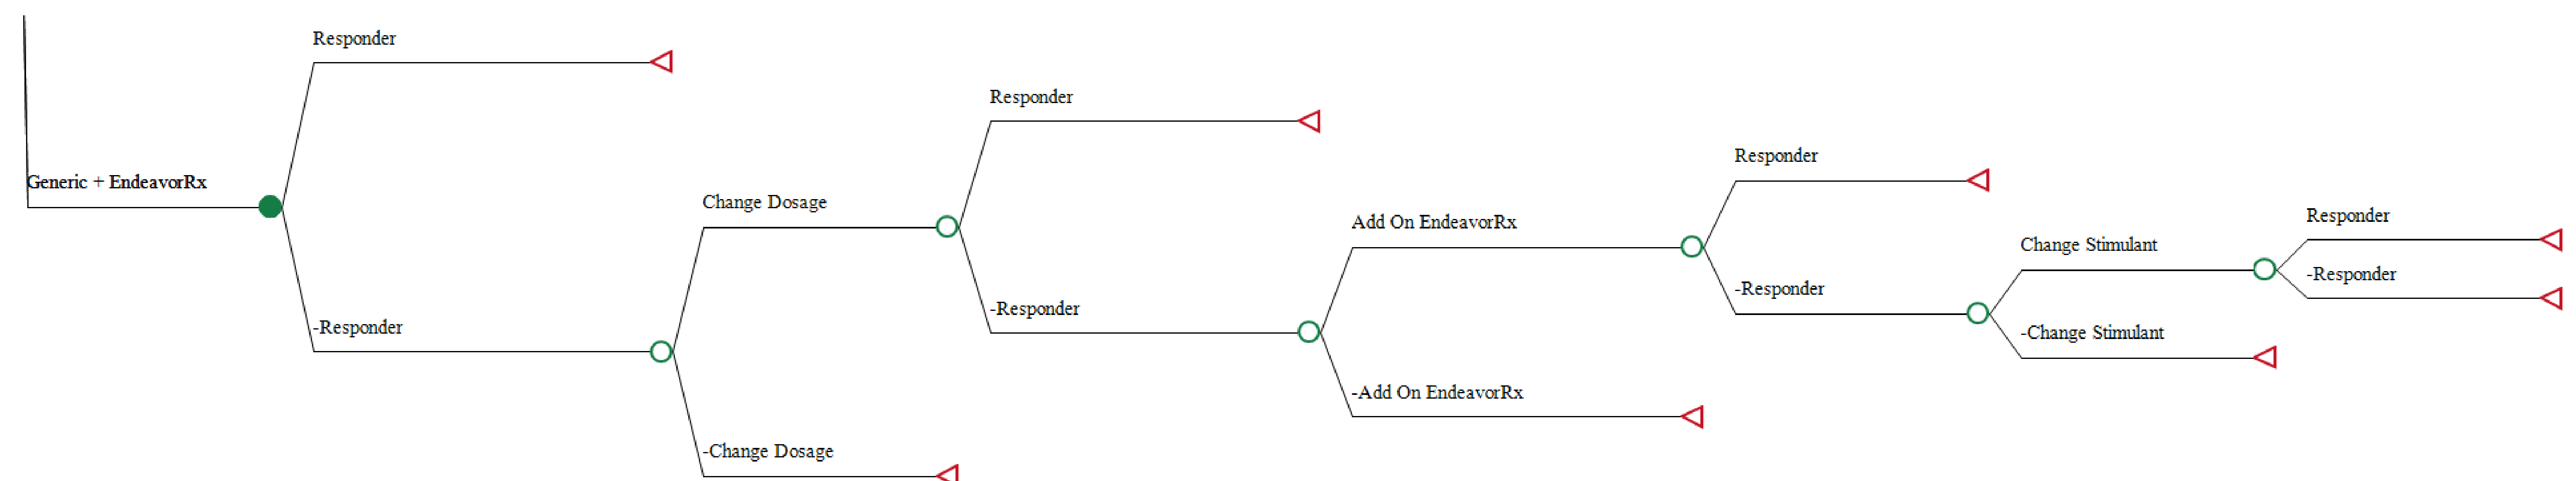 Responder
Responder
Responder
Generic + EndeavorRx
Change Dosage
Add On EndeavorRx
Responder
Change Stimulant
-Responder
-Responder
-Responder
-Responder
-Change Stimulant
-Add On EndeavorRx
-Change Dosage